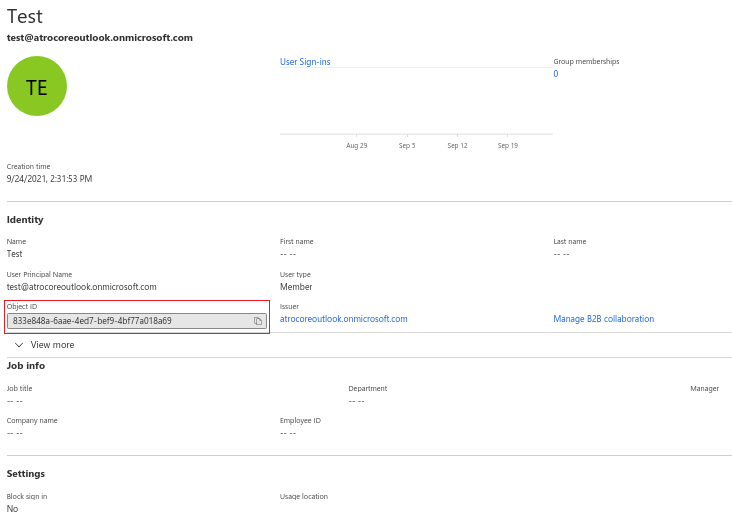 Test
test@atrocoreoutlook.onmicrosoft.com
TE
User Sign-ins
Group memberships
0
Aug 29 Sep 5 Sep 12 Sep 19
Creation time
9/24/2021, 2:31:53 PM
Identity
Name First name Last name
Test -- -- -- --
User Principal Name User type
test@atrocoreoutlook.onmicrosoft.com Member
Object ID Issuer
833e848a-6aae-4ed7-bef9-4bf77a018a69 atrocoreoutlook.onmicrosoft.com Manage B2B collaboration
View more
Job info
Job title Department Manager
-- -- -- --
Company name Employee ID
-- -- -- --
Settings
Block sign in Usage location
No